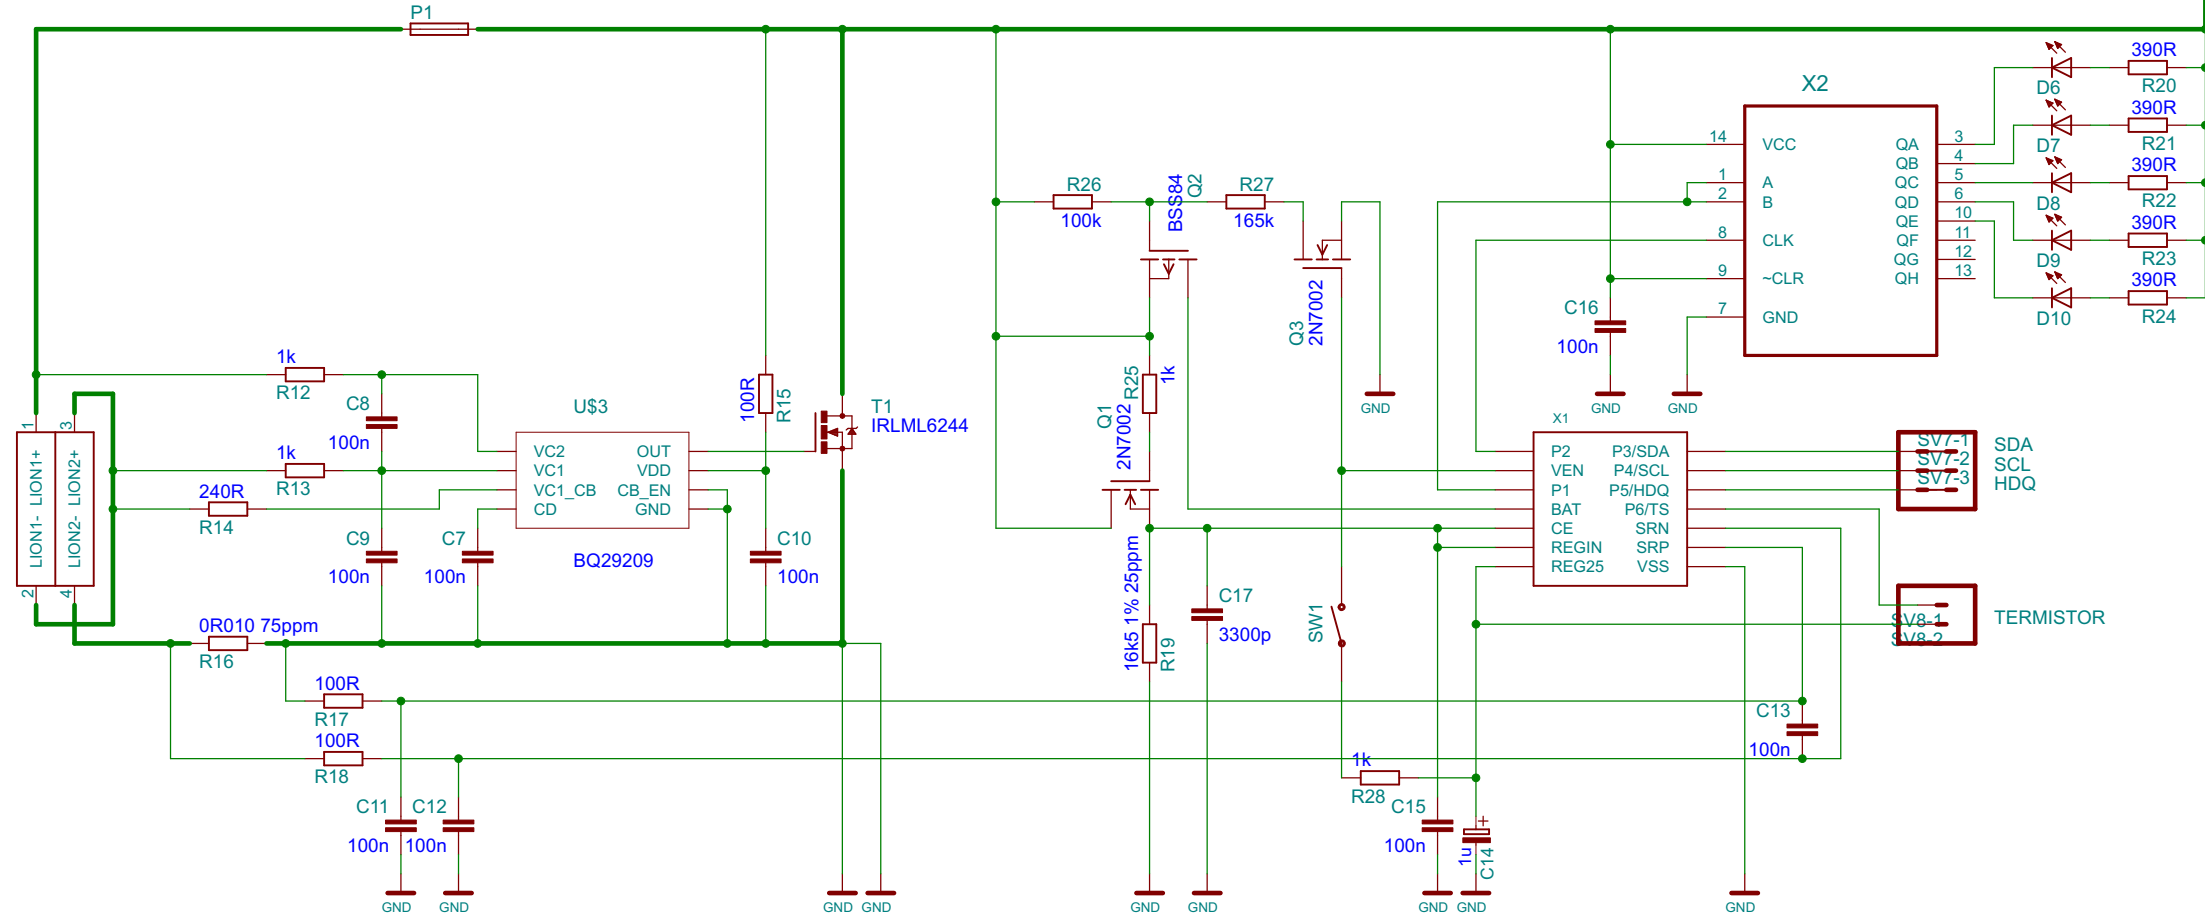 P1
390R
R20
D6
390R
R21
D7
390R
R22
D8
390R
R23
D9
390R
R24
D10
X2
14 VCC QA 3
QB 4
1 A QC 5
2 B QD 6
QE 10
8 CLK QF 11
QG 12
9 ~CLR QH 13
7 GND
C16
100n
GND
GND
R26
100k
BSS84
Q2
R27
165k
Q3
2N7002
GND
R25
1k
Q1
2N7002
1k
R12
C8
100n
1k
R13
240R
R14
C9
100n
C7
100n
U$3
VC2 OUT
VC1 VDD
VC1_CB CB_EN
CD GND
BQ29209
100R
R15
C10
100n
T1
IRLML6244
1
3
LION1- LION1+
LION2- LION2+
2
4
0R010 75ppm
R16
100R
R17
100R
R18
C11
100n
C12
100n
GND
GND
GND
GND
16k5 1% 25ppm
R19
C17
3300p
GND
GND
SW1
1k
R28
C15
100n
1u
C14
+
GND
GND
X1
P2 P3/SDA
VEN P4/SCL
P1 P5/HDQ
BAT P6/TS
CE SRN
REGIN SRP
REG25 VSS
SV7-1 SDA
SV7-2 SCL
SV7-3 HDQ
TERMISTOR
SV8-1
SV8-2
C13
100n
GND